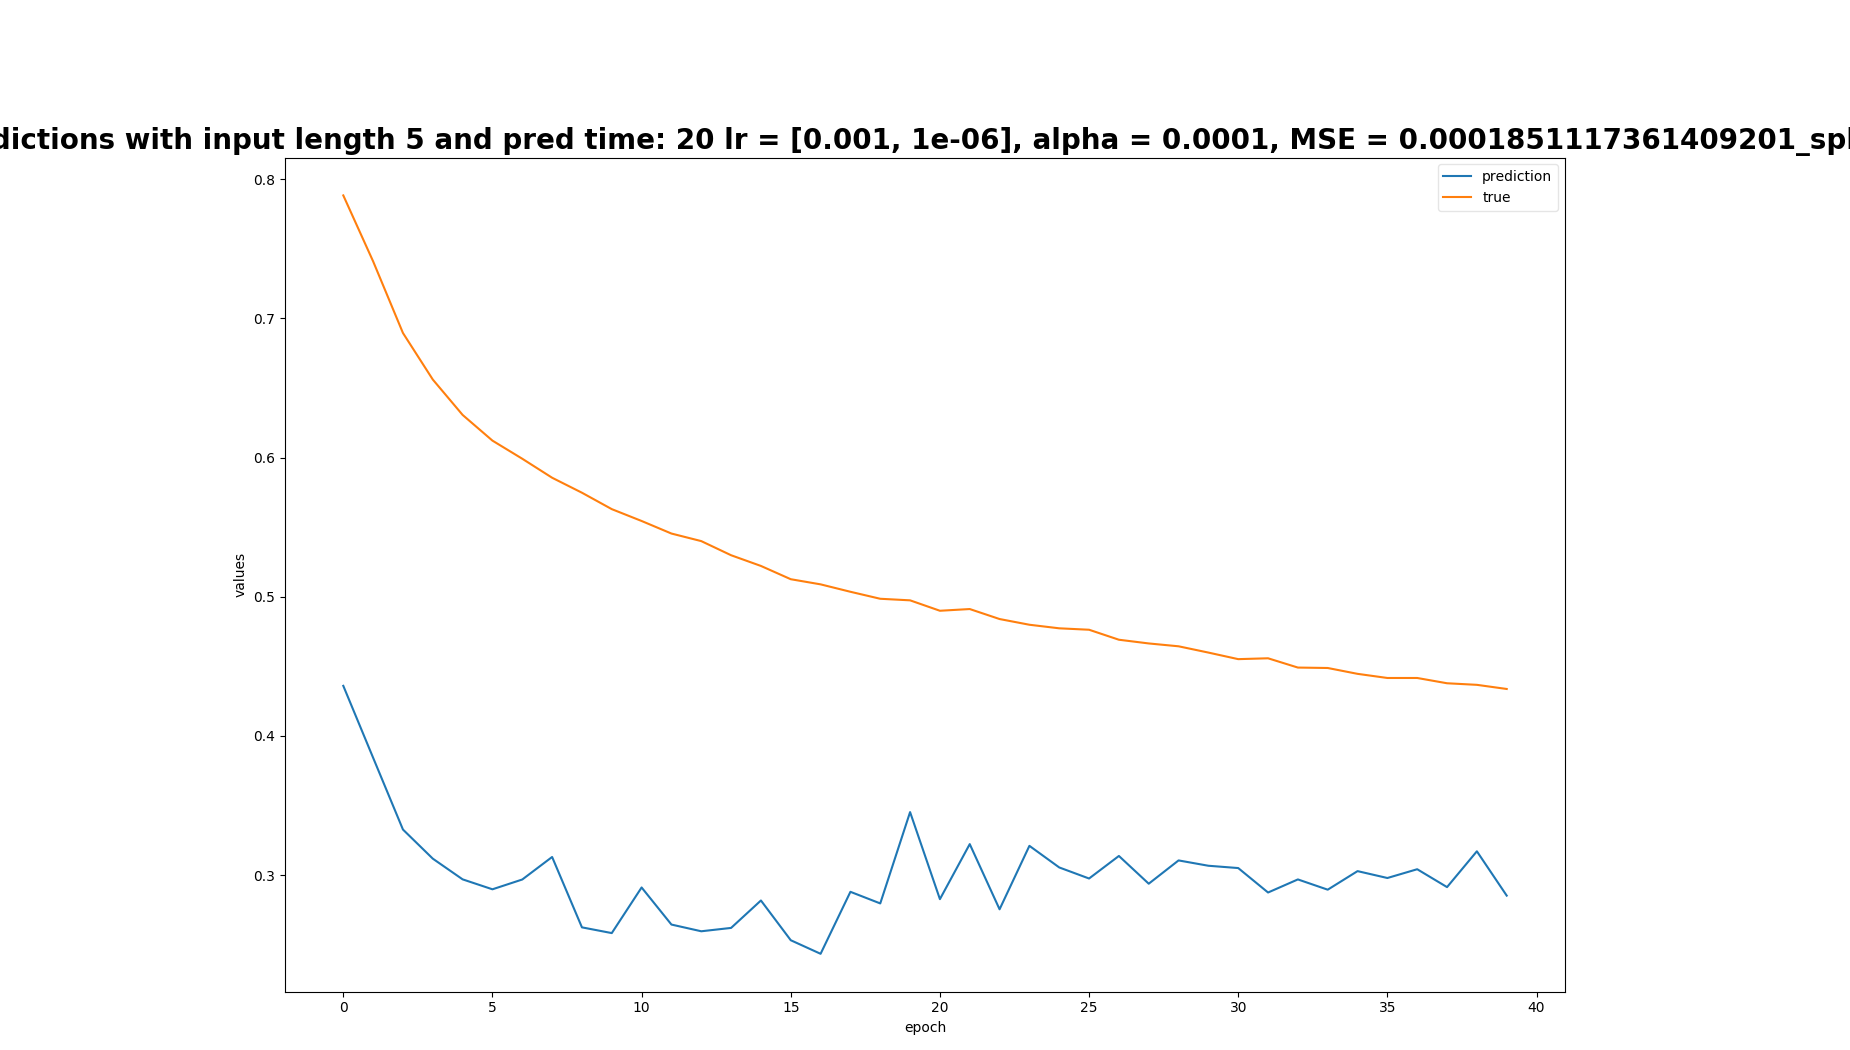 dictions with input length 5 and pred time: 20 lr = [0.001, 1e-06], alpha = 0.0001, MSE = 0.0001851117361409201_spl
prediction
true
0.8
0.7
0.6
0.5
0.4
0.3
values
0 5 10 15 20 25 30 35 40
epoch